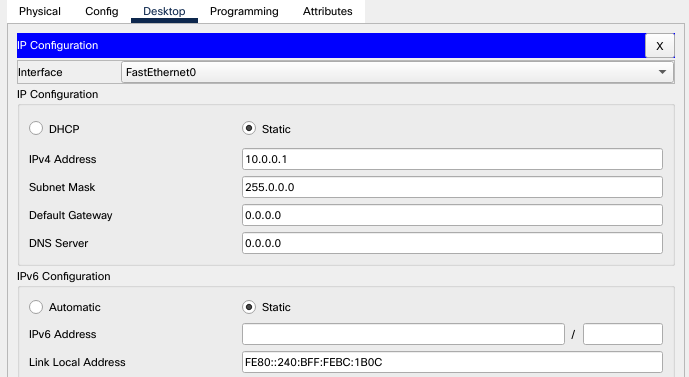 Physical Config Desktop Programming Attributes
IP Configuration X
Interface FastEthernet0
IP Configuration
DHCP Static
IPv4 Address 10.0.0.1
Subnet Mask 255.0.0.0
Default Gateway 0.0.0.0
DNS Server 0.0.0.0
IPv6 Configuration
Automatic Static
IPv6 Address /
Link Local Address FE80::240:BFF:FEBC:1B0C